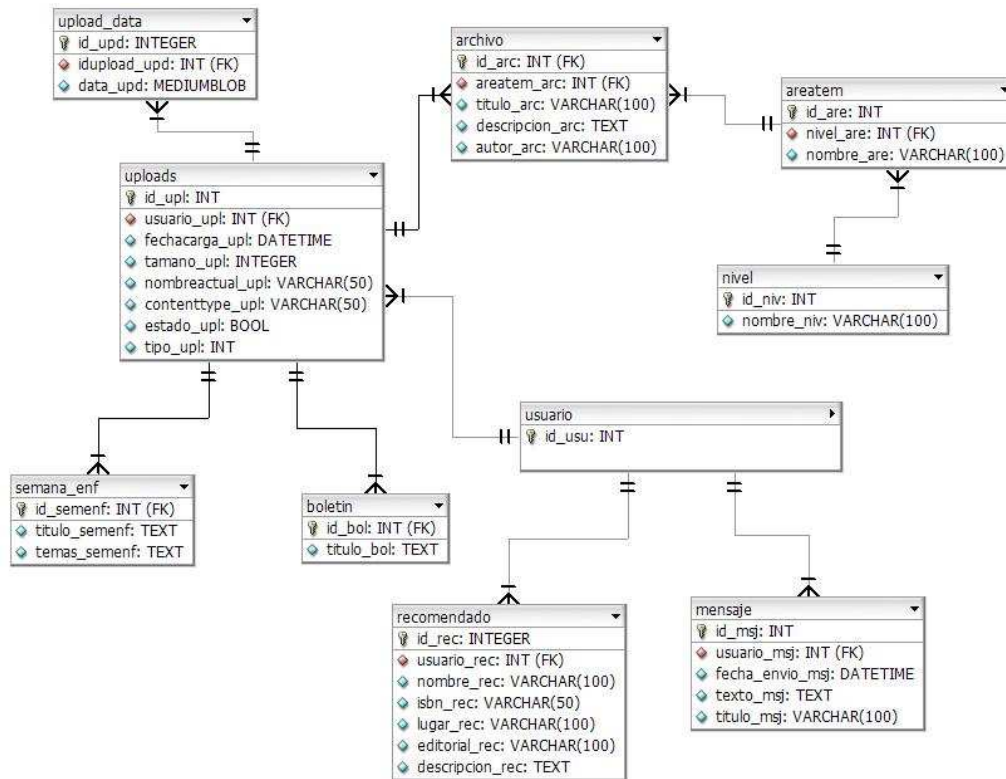 upload_data
id_upd: INTEGER
idupload_upd: INT (FK)
data_upd: MEDIUMBLOB
archivo
id_arc: INT (FK)
areatem_arc: INT (FK)
titulo_arc: VARCHAR(100)
descripcion_arc: TEXT
autor_arc: VARCHAR(100)
areatem
id_are: INT
nivel_are: INT (FK)
nombre_are: VARCHAR(100)
uploads
id_upl: INT
usuario_upl: INT (FK)
fechacarga_upl: DATETIME
tamano_upl: INTEGER
nombreactual_upl: VARCHAR(50)
contenttype_upl: VARCHAR(50)
estado_upl: BOOL
tipo_upl: INT
nivel
id_niv: INT
nombre_niv: VARCHAR(100)
usuario
id_usu: INT
semana_enf
id_semenf: INT (FK)
titulo_semenf: TEXT
temas_semenf: TEXT
boletin
id_bol: INT (FK)
titulo_bol: TEXT
recomendado
id_rec: INTEGER
usuario_rec: INT (FK)
nombre_rec: VARCHAR(100)
isbn_rec: VARCHAR(50)
lugar_rec: VARCHAR(100)
editorial_rec: VARCHAR(100)
descripcion_rec: TEXT
mensaje
id_msj: INT
usuario_msj: INT (FK)
fecha_envio_msj: DATETIME
texto_msj: TEXT
titulo_msj: VARCHAR(100)